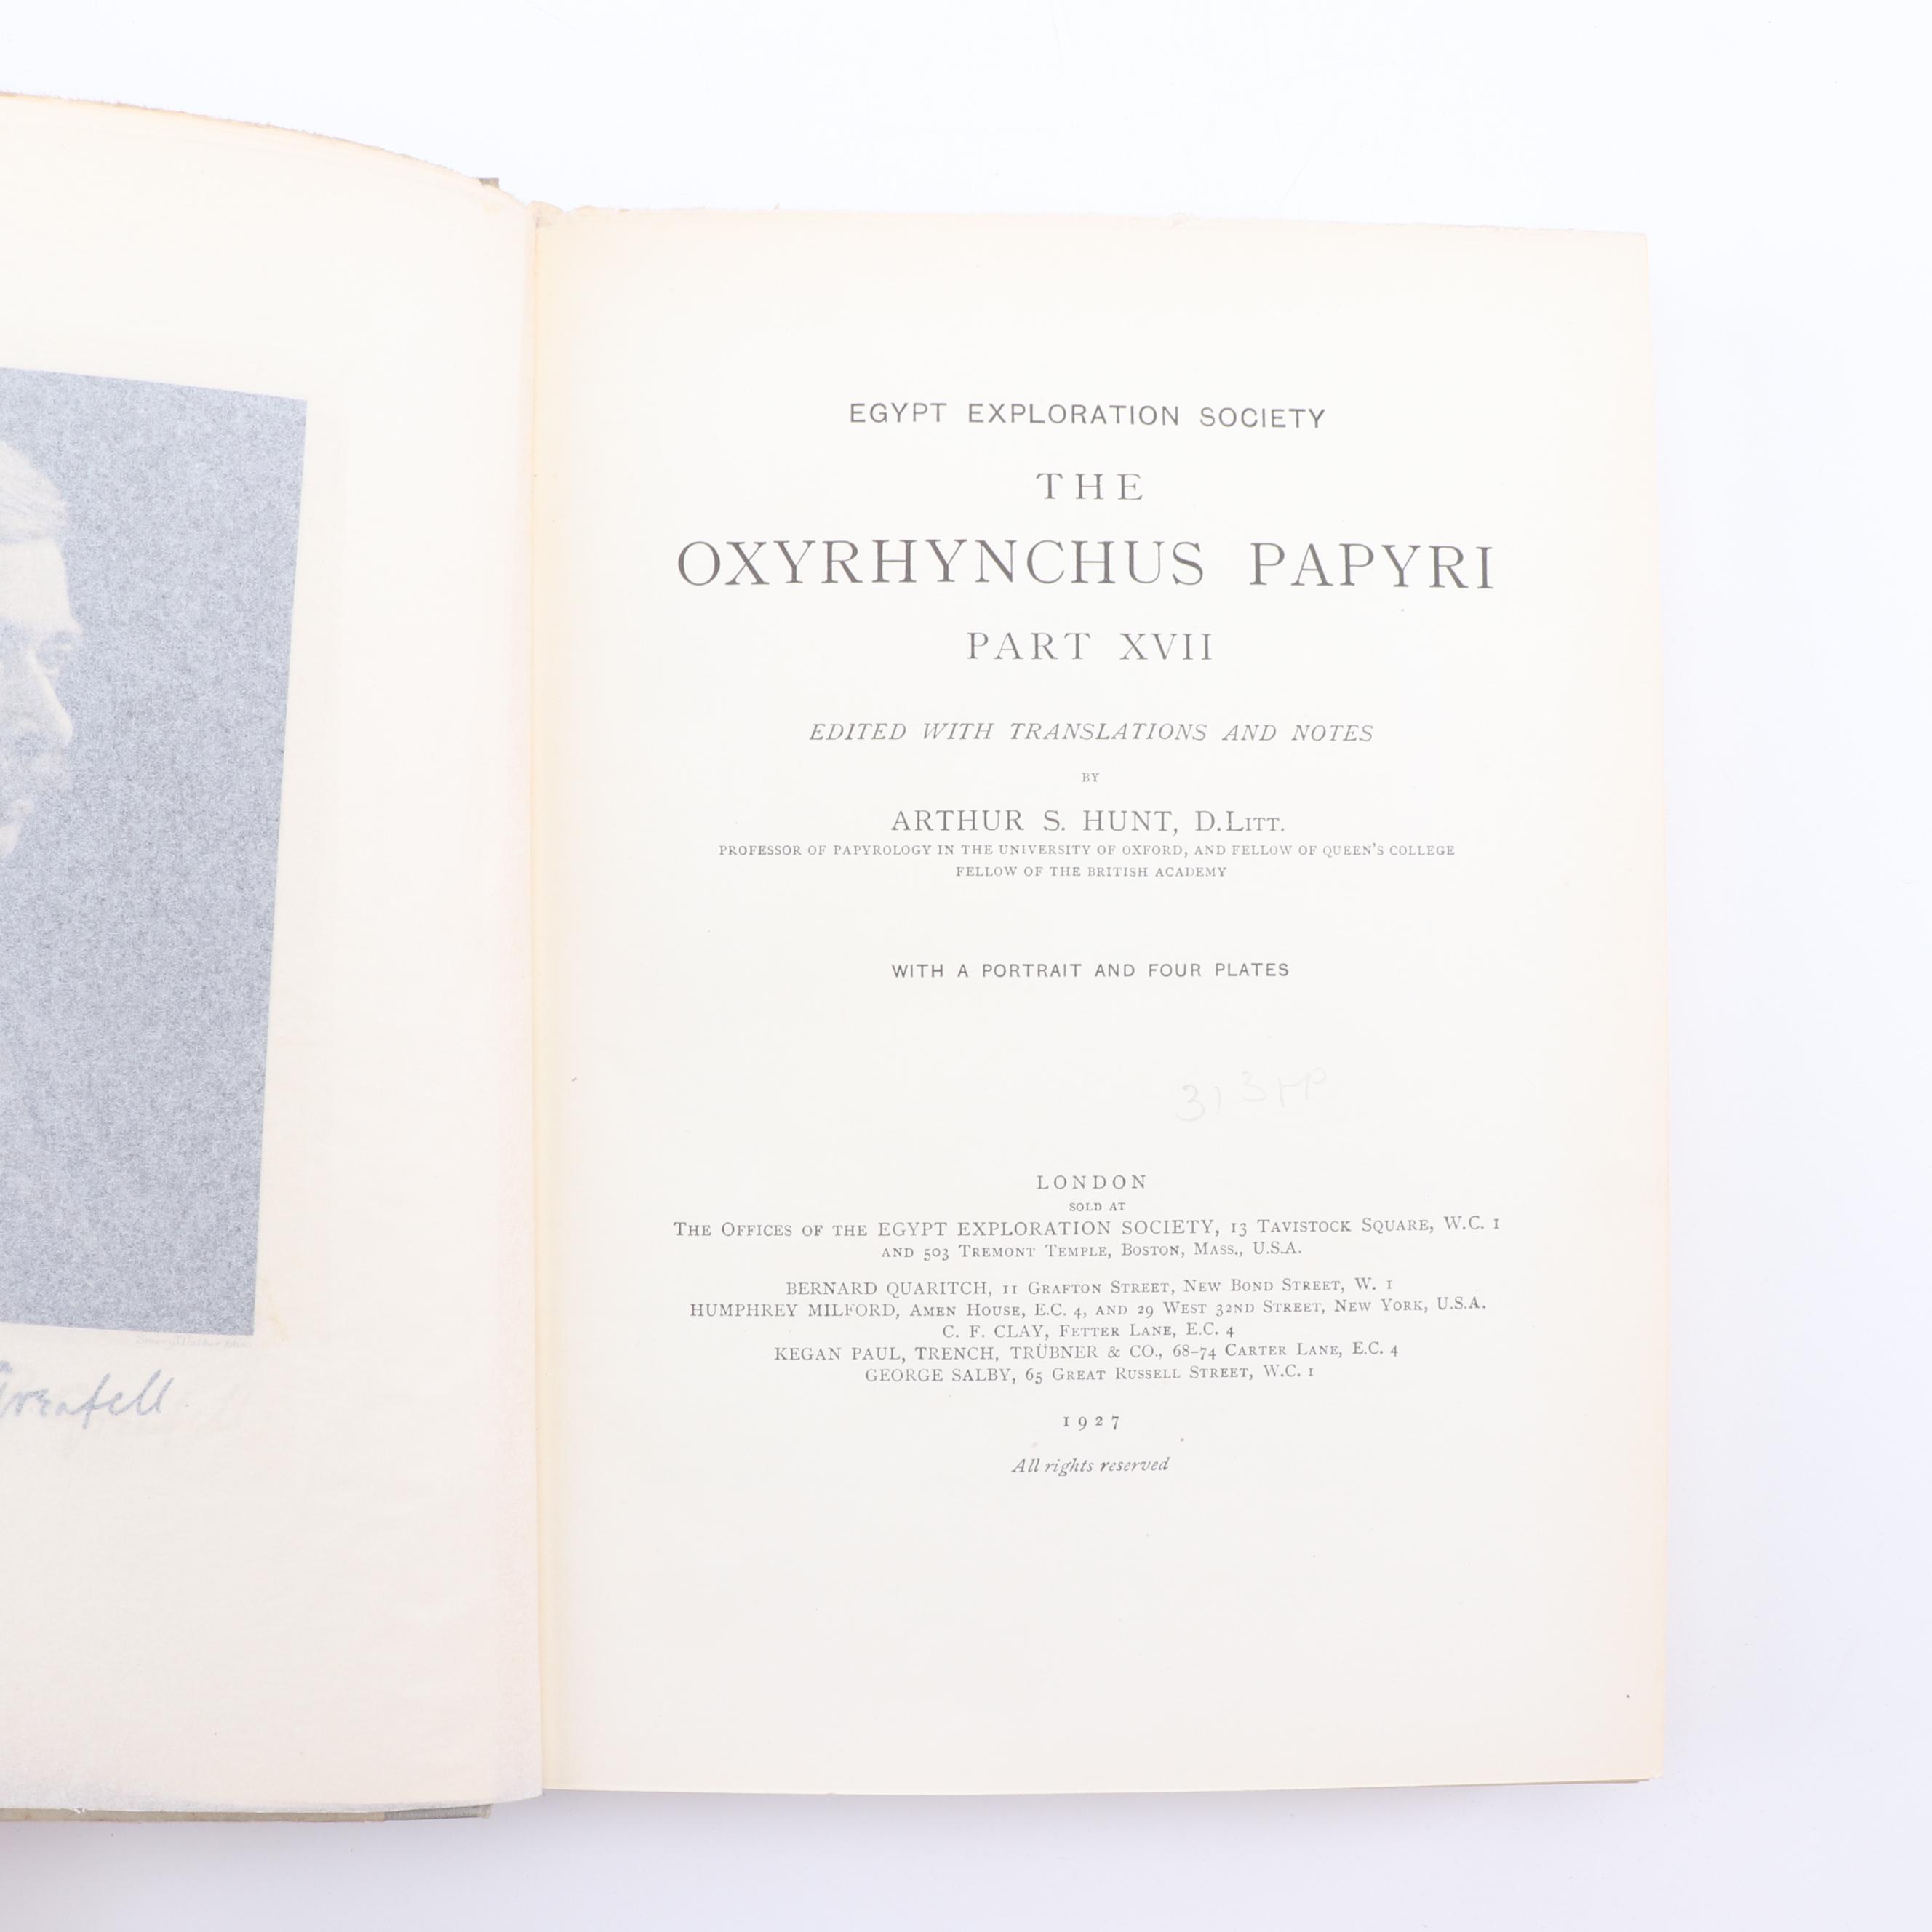 Grenfell
EGYPT EXPLORATION SOCIETY
THE
OXYRHYNCHUS PAPYRI
PART XVII
EDITED WITH TRANSLATIONS AND NOTES
BY
ARTHUR S. HUNT, D.LITT.
PROFESSOR OF PAPYROLOGY IN THE UNIVERSITY OF OXFORD, AND FELLOW OF QUEEN'S COLLEGE
FELLOW OF THE BRITISH ACADEMY
WITH A PORTRAIT AND FOUR PLATES
LONDON
SOLD AT
THE OFFICES OF THE EGYPT EXPLORATION SOCIETY, 13 TAVISTOCK SQUARE, W.C. 1
AND 503 TREMONT TEMPLE, BOSTON, MASS., U.S.A.
BERNARD QUARITCH, 11 GRAFTON STREET, NEW BOND STREET, W. 1
HUMPHREY MILFORD, AMEN HOUSE, E.C. 4, AND 29 WEST 32ND STREET, NEW YORK, U.S.A.
C. F. CLAY, FETTER LANE, E.C. 4
KEGAN PAUL, TRENCH, TRÜBNER & CO., 68–74 CARTER LANE, E.C. 4
GEORGE SALBY, 65 GREAT RUSSELL STREET, W.C. 1
1927
All rights reserved